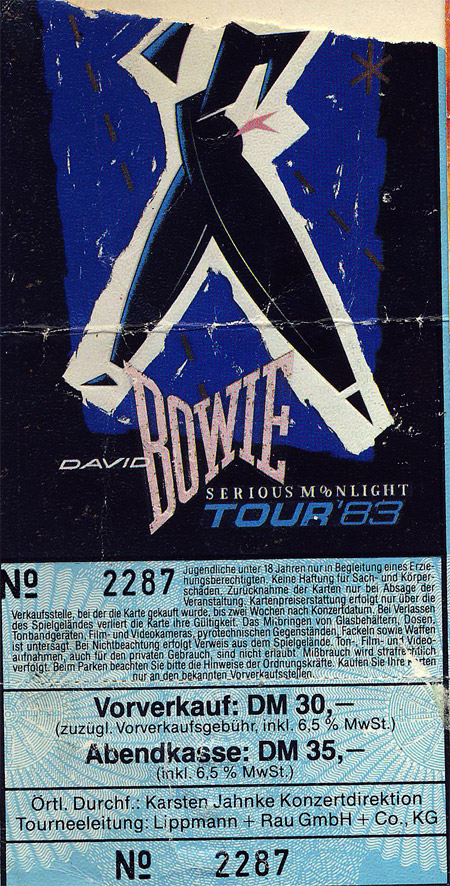 DAVID BOWIE
SERIOUS MOONLIGHT
TOUR '83
Nº 2287
Jugendliche unter 18 Jahren nur in Begleitung eines Erzie-
hungsberechtigten. Keine Haftung für Sach- und Körper-
schäden. Zurücknahme der Karten nur bei Absage der
Veranstaltung. Kartenpreiserstattung erfolgt nur über die
Verkaufsstelle, bei der die Karte gekauft wurde, bis zwei Wochen nach Konzertdatum. Bei Verlassen
des Spielgeländes verliert die Karte ihre Gültigkeit. Das Mitbringen von Glasbehältern, Dosen,
Tonbandgeräten, Film- und Videokameras, pyrotechnischen Gegenständen, Fackeln sowie Waffen
ist untersagt. Bei Nichtbeachtung erfolgt Verweis aus dem Spielgelände. Ton-, Film- und Video-
aufnahmen, auch für den privaten Gebrauch, sind nicht erlaubt. Mißbrauch wird strafrechtlich
verfolgt. Beim Parken beachten Sie bitte die Hinweise der Ordnungskräfte. Kaufen Sie Ihre Karten
nur an den bekannten Vorverkaufsstellen.
Vorverkauf: DM 30,—
(zuzügl. Vorverkaufsgebühr, inkl. 6,5 % MwSt.)
Abendkasse: DM 35,—
(inkl. 6,5 % MwSt.)
Örtl. Durchf.: Karsten Jahnke Konzertdirektion
Tourneeleitung: Lippmann + Rau GmbH + Co., KG
Nº 2287